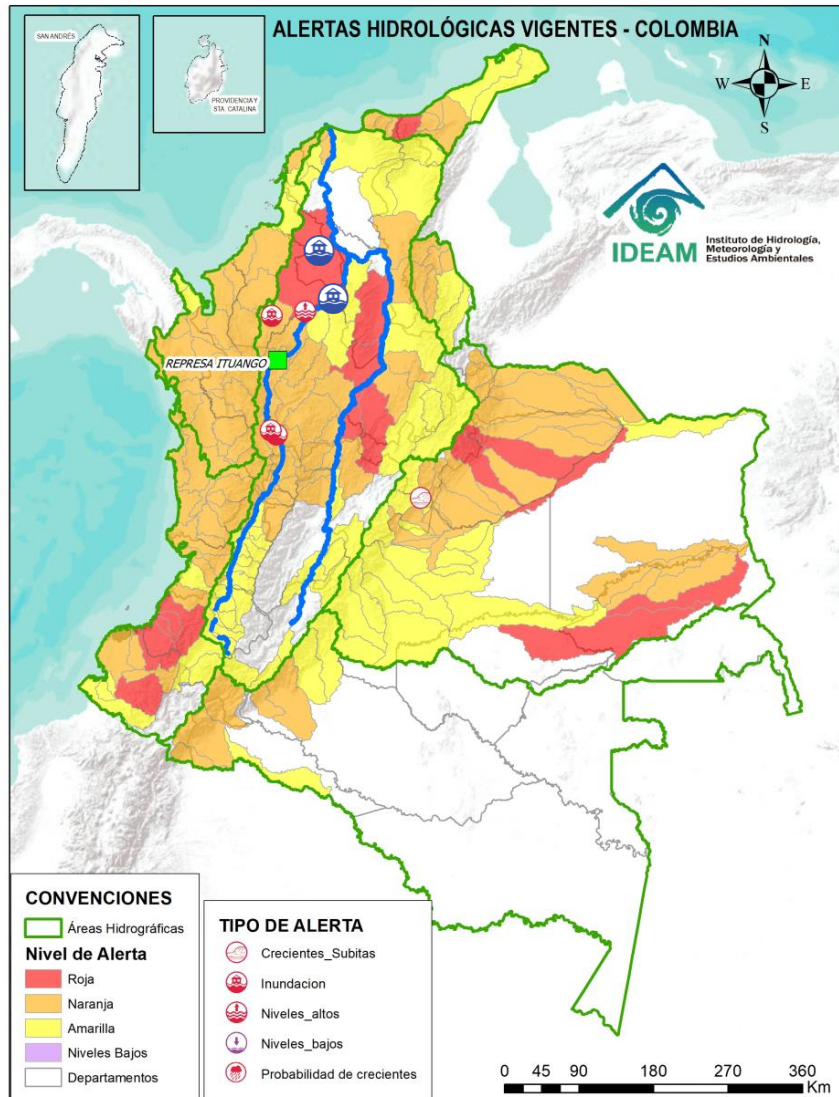 ALERTAS HIDROLÓGICAS VIGENTES - COLOMBIA
SAN ANDRÉS
PROVIDENCIA Y
STA. CATALINA
N
W
E
S
IDEAM
Instituto de Hidrología,
Meteorología y
Estudios Ambientales
REPRESA ITUANGO
CONVENCIONES
Áreas Hidrográficas
Nivel de Alerta
Roja
Naranja
Amarilla
Niveles Bajos
Departamentos
TIPO DE ALERTA
Crecientes_Subitas
Inundacion
Niveles_altos
Niveles_bajos
Probabilidad de crecientes
0 45 90 180 270 360
Km